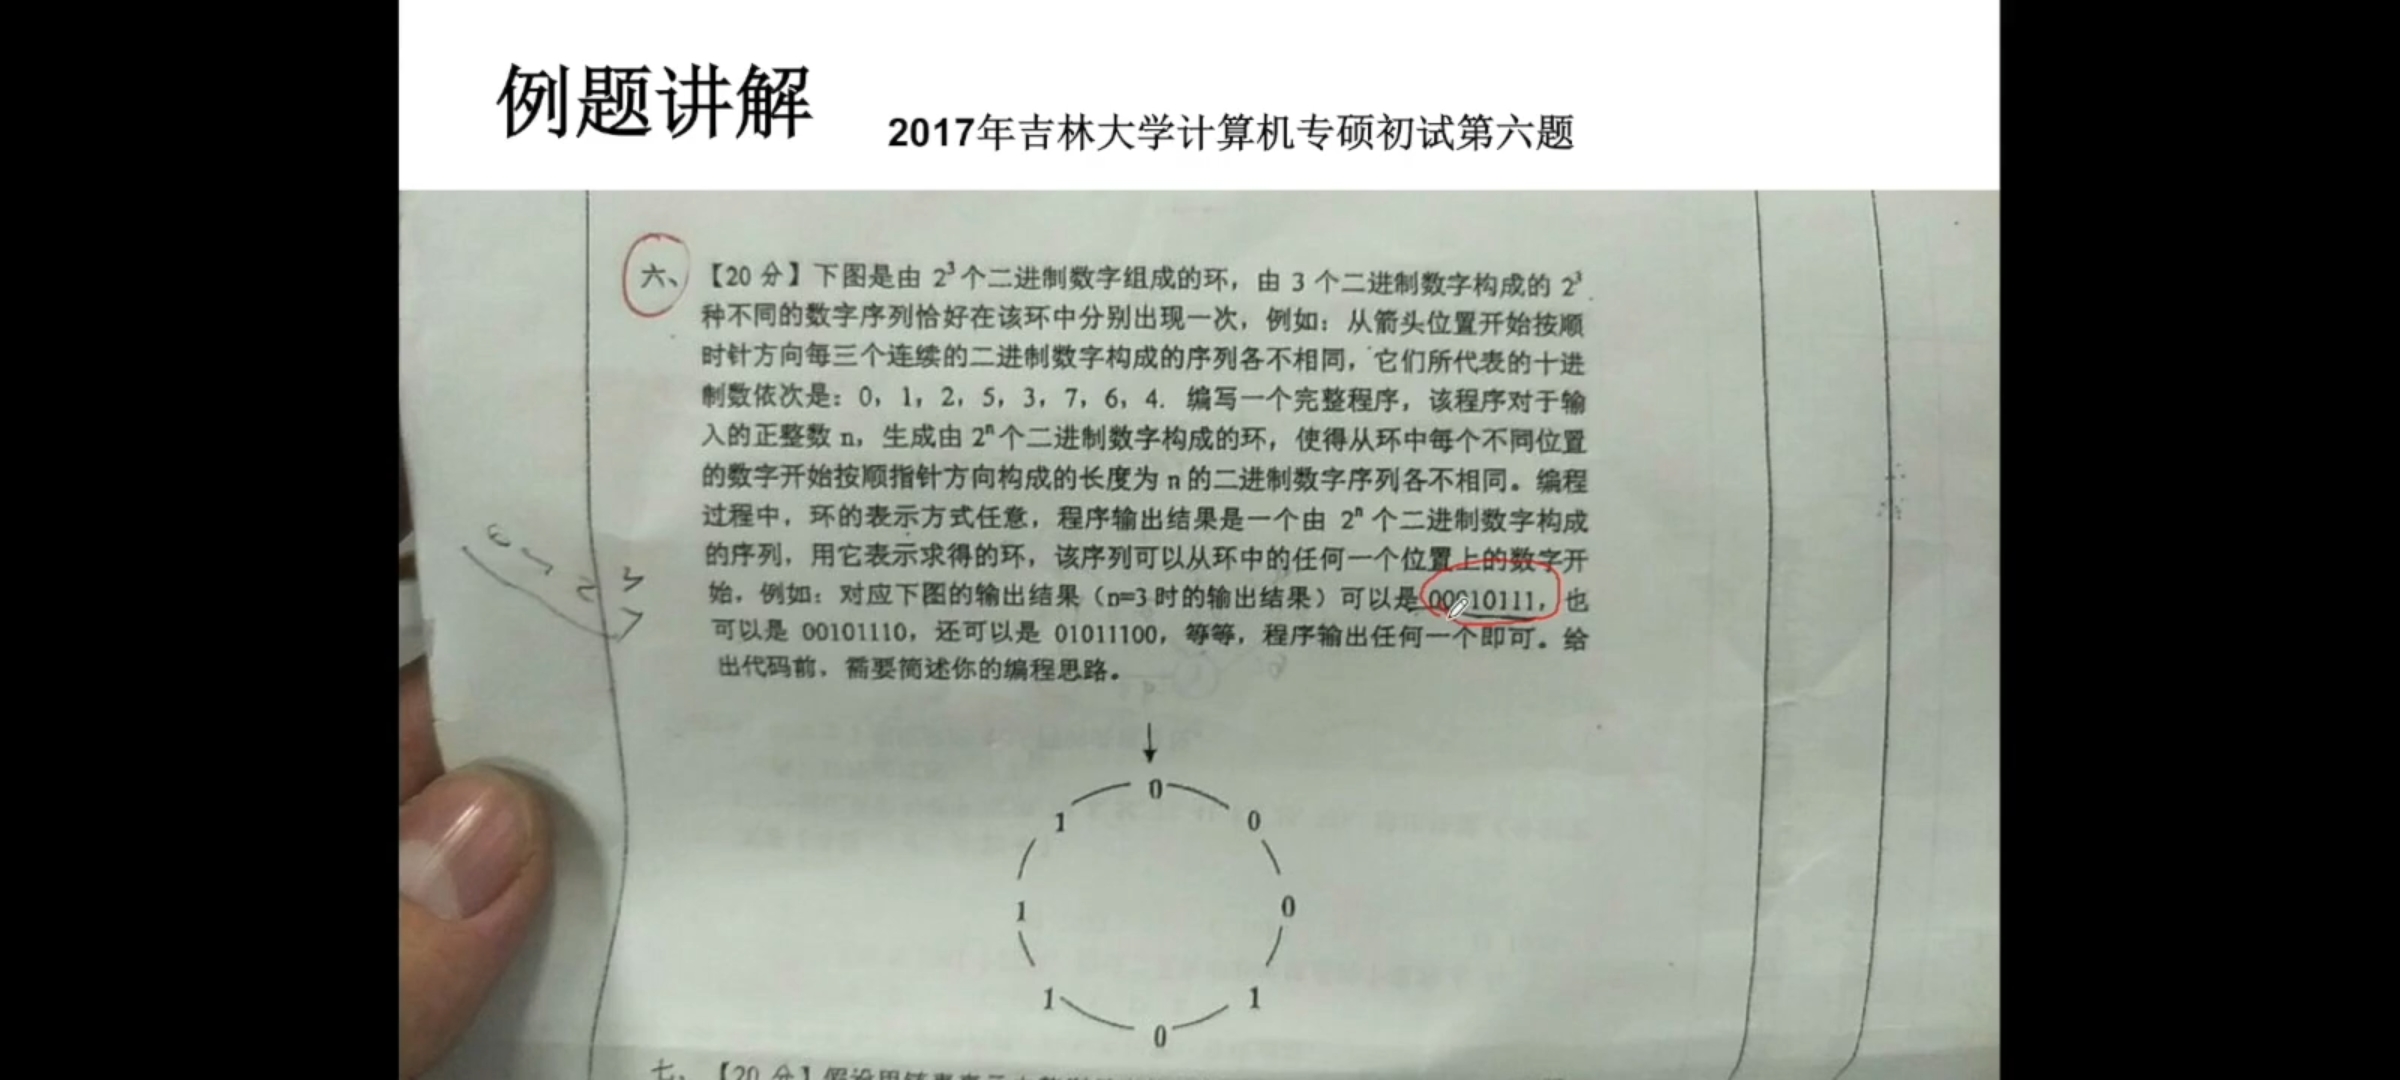 例题讲解
2017年吉林大学计算机专硕初试第六题
六、【20 分】下图是由 2³个二进制数字组成的环，由 3 个二进制数字构成的 2³
种不同的数字序列恰好在该环中分别出现一次，例如：从箭头位置开始按顺
时针方向每三个连续的二进制数字构成的序列各不相同，它们所代表的十进
制数依次是：0，1，2，5，3，7，6，4. 编写一个完整程序，该程序对于输
入的正整数 n，生成由 2ⁿ个二进制数字构成的环，使得从环中每个不同位置
的数字开始按顺指针方向构成的长度为 n 的二进制数字序列各不相同。编程
过程中，环的表示方式任意，程序输出结果是一个由 2ⁿ 个二进制数字构成
的序列，用它表示求得的环，该序列可以从环中的任何一个位置上的数字开
始，例如：对应下图的输出结果（n=3 时的输出结果）可以是 00010111，也
可以是 00101110，还可以是 01011100，等等，程序输出任何一个即可。给
出代码前，需要简述你的编程思路。
0
1 0
1 0
1 1
0
七、【20 分】